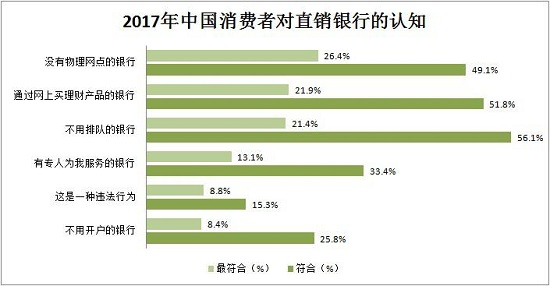 2017年中国消费者对直销银行的认知
没有物理网点的银行
26.4%
49.1%
通过网上买理财产品的银行
21.9%
51.8%
不用排队的银行
21.4%
56.1%
有专人为我服务的银行
13.1%
33.4%
这是一种违法行为
8.8%
15.3%
不用开户的银行
8.4%
25.8%
最符合（%） 符合（%）